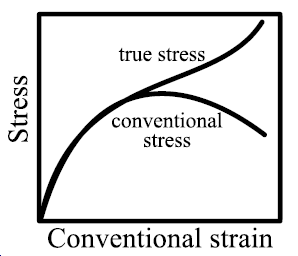 true stress
conventional
stress
Stress
Conventional strain